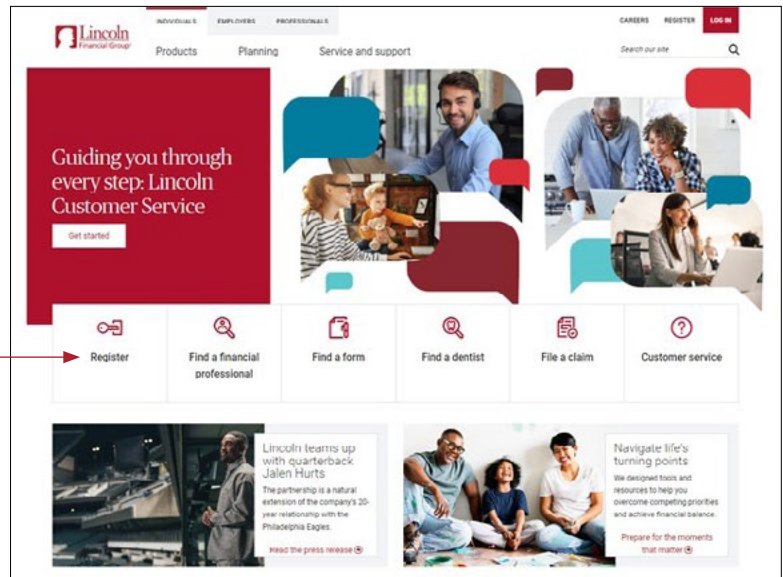 Lincoln
Financial Group®
INDIVIDUALS EMPLOYERS PROFESSIONALS
CAREERS REGISTER LOG IN
Products Planning Service and support
Search our site
Guiding you through
every step: Lincoln
Customer Service
Get started
Register
Find a financial
professional
Find a form
Find a dentist
File a claim
Customer service
Lincoln teams up
with quarterback
Jalen Hurts
The partnership is a natural
extension of the company's 20-
year relationship with the
Philadelphia Eagles.
Read the press release
Navigate life's
turning points
We designed tools and
resources to help you
overcome competing priorities
and achieve financial balance.
Prepare for the moments
that matter